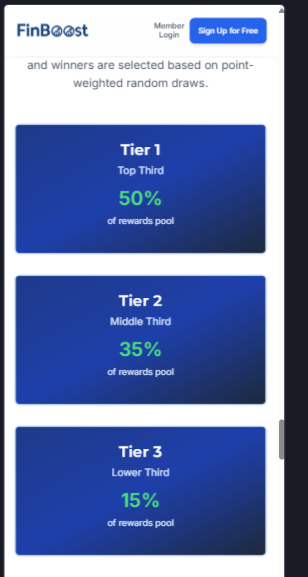 FinBoost
Member
Login
Sign Up for Free
and winners are selected based on point-
weighted random draws.
Tier 1
Top Third
50%
of rewards pool
Tier 2
Middle Third
35%
of rewards pool
Tier 3
Lower Third
15%
of rewards pool